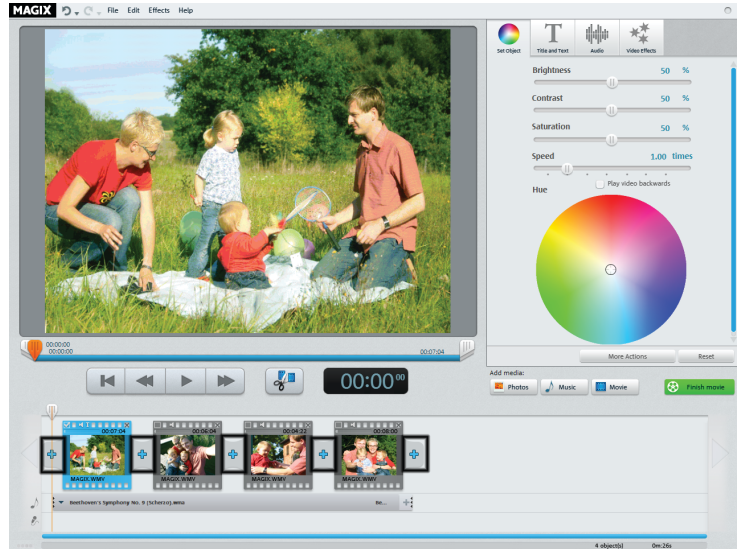 MAGIX File Edit Effects Help
Set Object Title and Text Audio Video Effects
Brightness 50 %
Contrast 50 %
Saturation 50 %
Speed 1.00 times
Play video backwards
Hue
00:00:00
00:00:00 00:07:04
More Actions Reset
00:00 00
Add media:
Photos Music Movie Finish movie
00:07:04 00:06:04 00:04:22 00:08:00
MAGIX.WMV MAGIX.WMV MAGIX.WMV MAGIX.WMV
Beethoven's Symphony No. 9 (Scherzo).wma Be...
4 object(s) 0m:26s